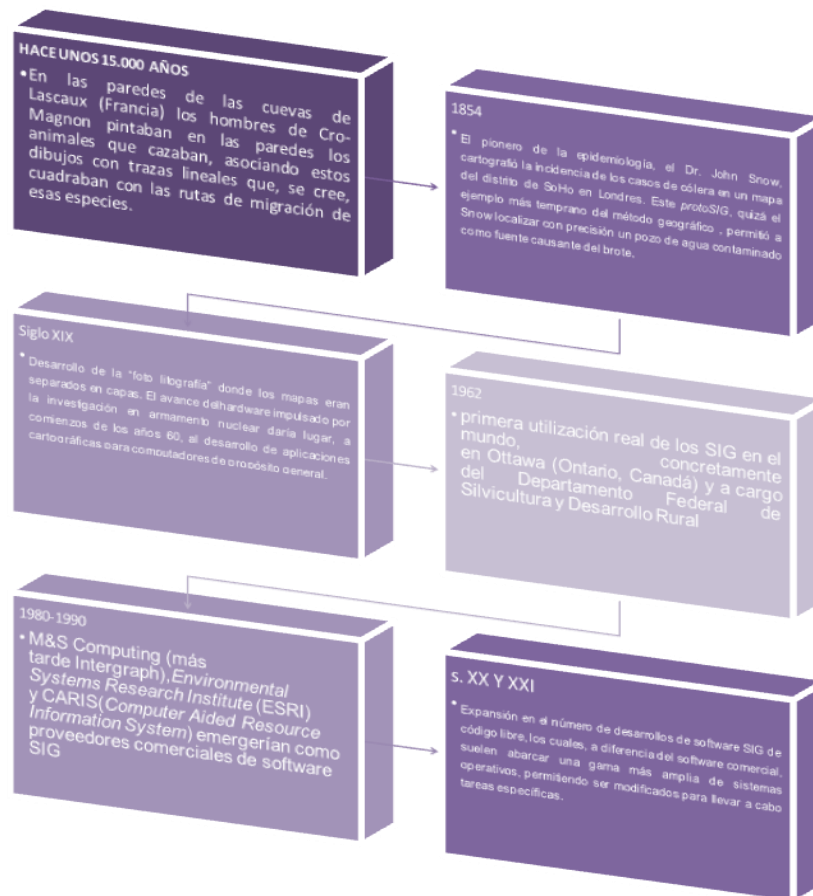 HACE UNOS 15.000 AÑOS
•En las paredes de las cuevas de
Lascaux (Francia) los hombres de Cro-
Magnon pintaban en las paredes los
animales que cazaban, asociando estos
dibujos con trazas lineales que, se cree,
cuadraban con las rutas de migración de
esas especies.
1854
• El pionero de la epidemiología, el Dr. John Snow,
cartografió la incidencia de los casos de cólera en un mapa
del distrito de SoHo en Londres. Este protoSIG, quizá el
ejemplo más temprano del método geográfico , permitió a
Snow localizar con precisión un pozo de agua contaminado
como fuente causante del brote.
Siglo XIX
• Desarrollo de la "foto litografía" donde los mapas eran
separados en capas. El avance delhardware impulsado por
la investigación en armamento nuclear daría lugar, a
comienzos de los años 60, al desarrollo de aplicaciones
cartográficas para computadores de propósito general.
1962
• primera utilización real de los SIG en el
mundo, concretamente
en Ottawa (Ontario, Canadá) y a cargo
del Departamento Federal de
Silvicultura y Desarrollo Rural
1980-1990
• M&S Computing (más
tarde Intergraph),Environmental
Systems Research Institute (ESRI)
y CARIS(Computer Aided Resource
Information System) emergerían como
proveedores comerciales de software
SIG
s. XX Y XXI
• Expansión en el número de desarrollos de software SIG de
código libre, los cuales, a diferencia del software comercial,
suelen abarcar una gama más amplia de sistemas
operativos, permitiendo ser modificados para llevar a cabo
tareas específicas.